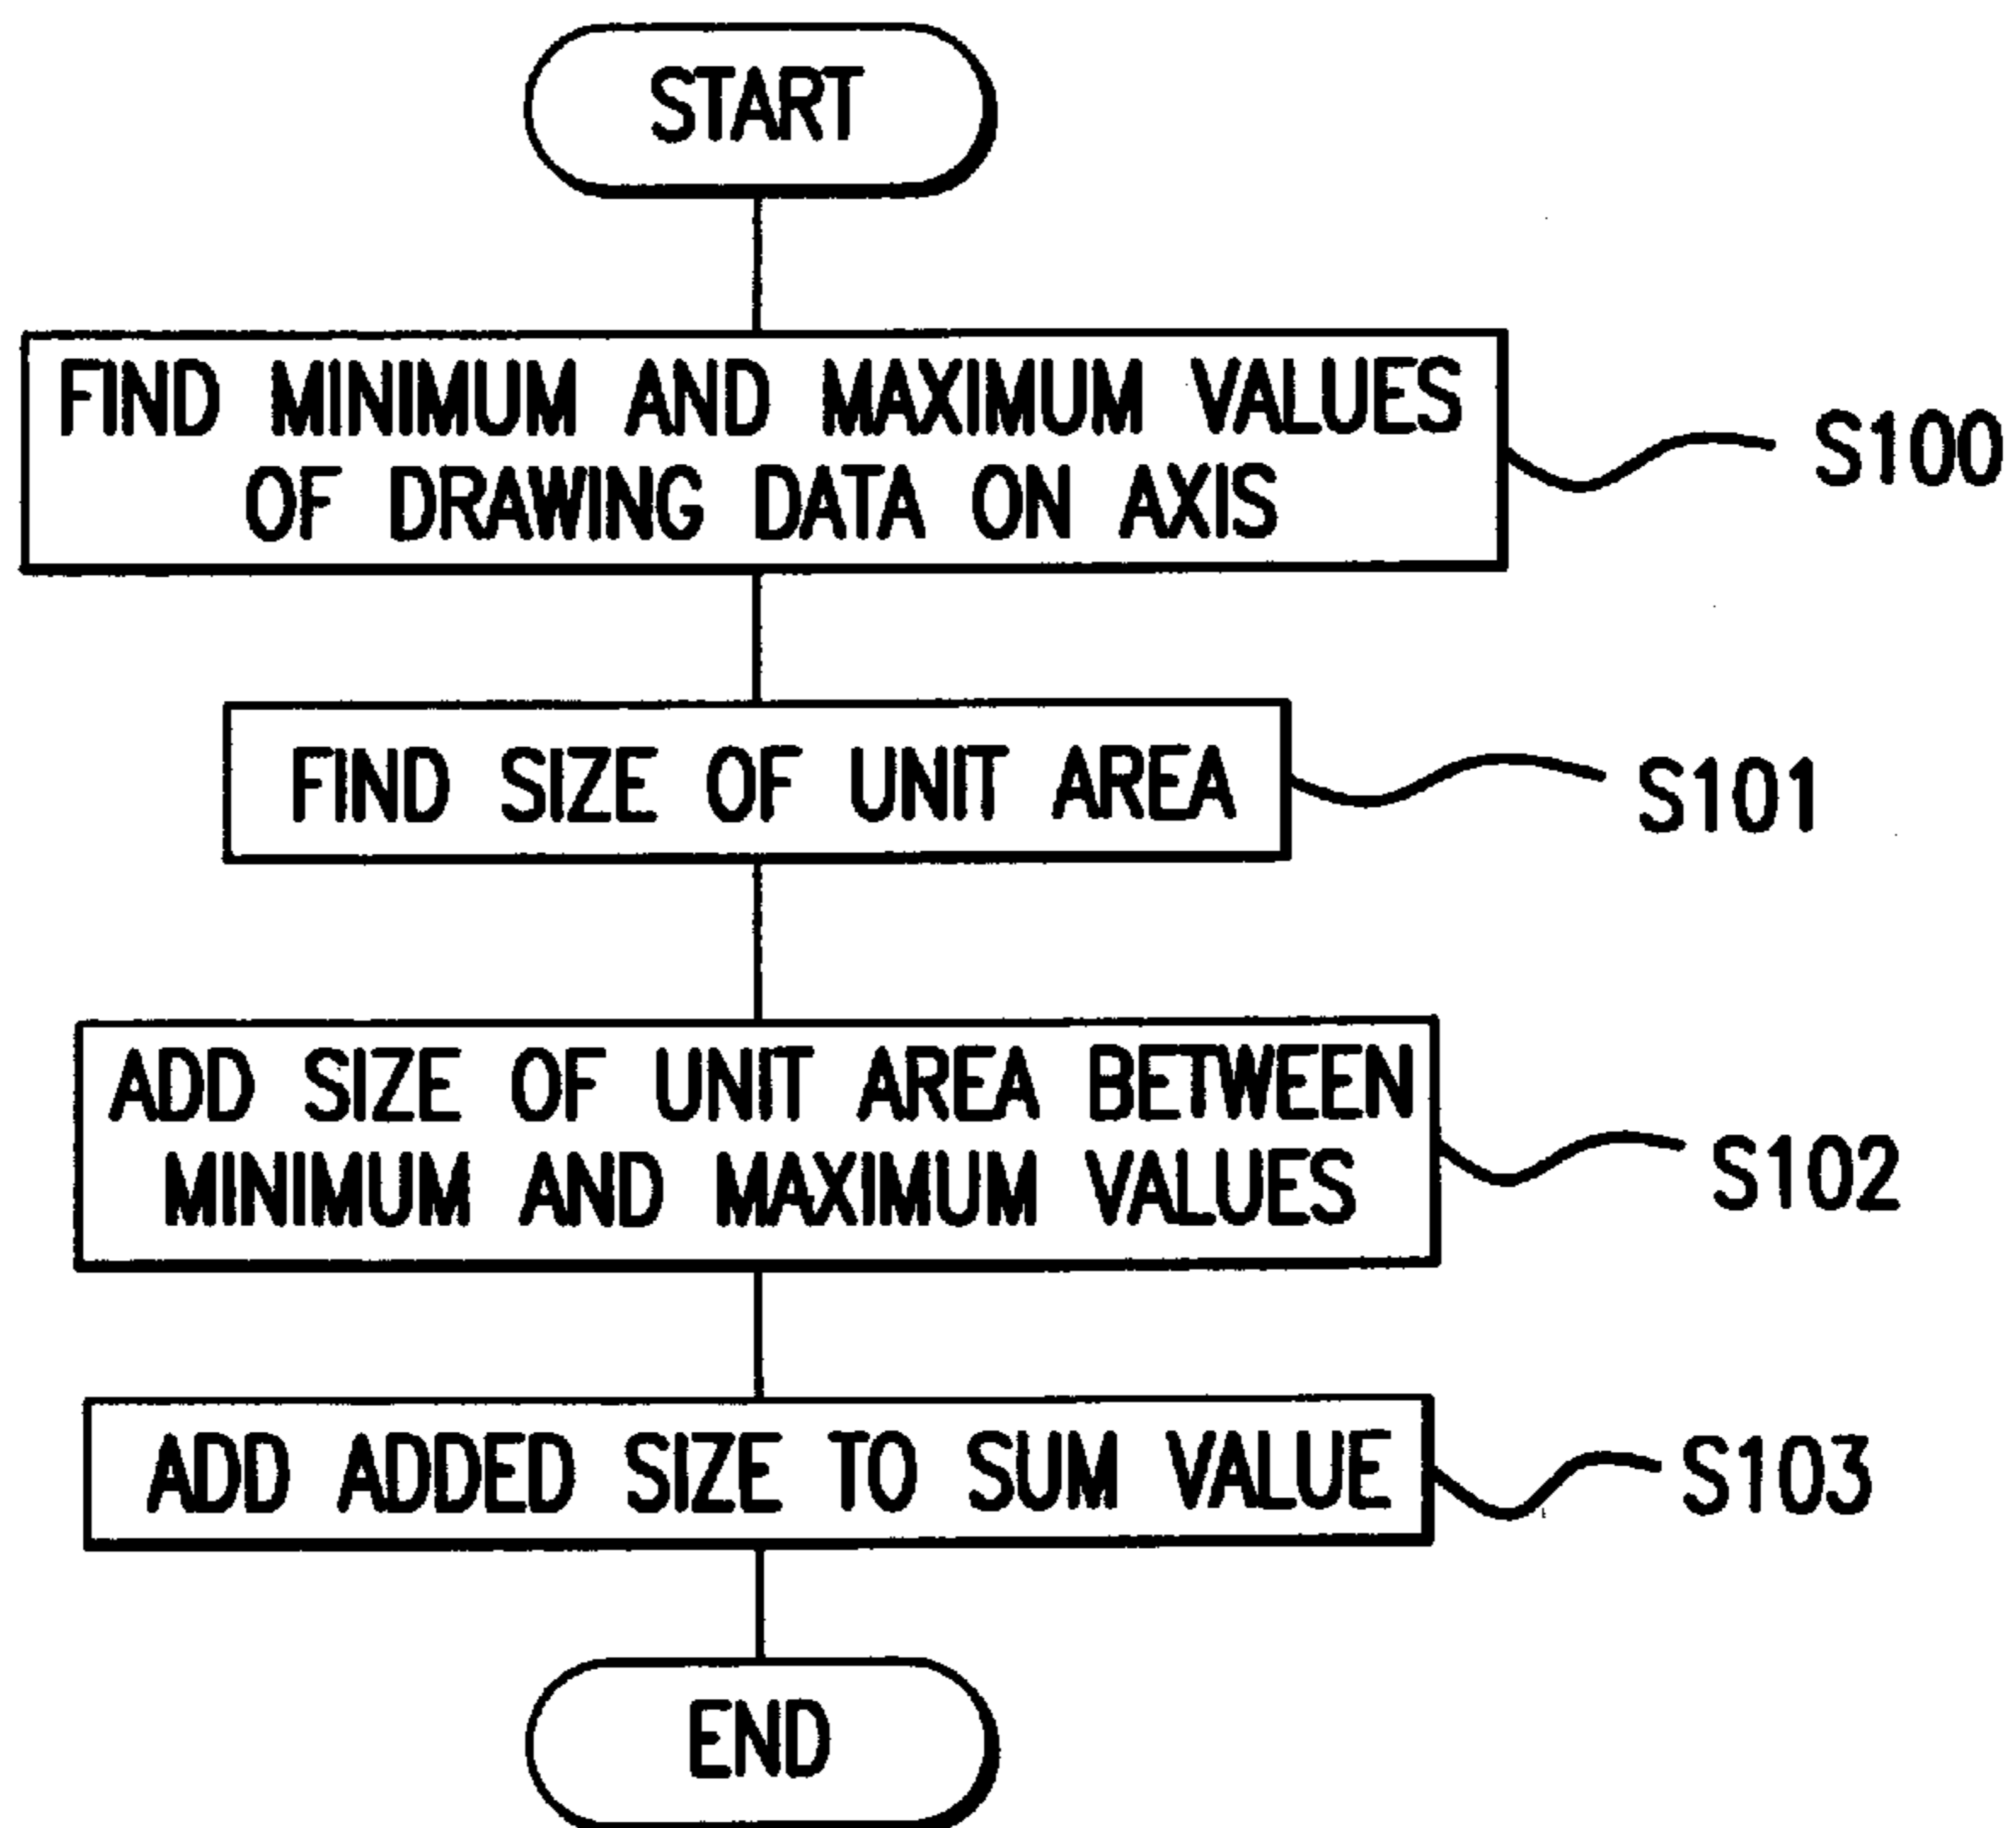 START
FIND MINIMUM AND MAXIMUM VALUES
OF DRAWING DATA ON AXIS
S100
FIND SIZE OF UNIT AREA
S101
ADD SIZE OF UNIT AREA BETWEEN
MINIMUM AND MAXIMUM VALUES
S102
ADD ADDED SIZE TO SUM VALUE
S103
END